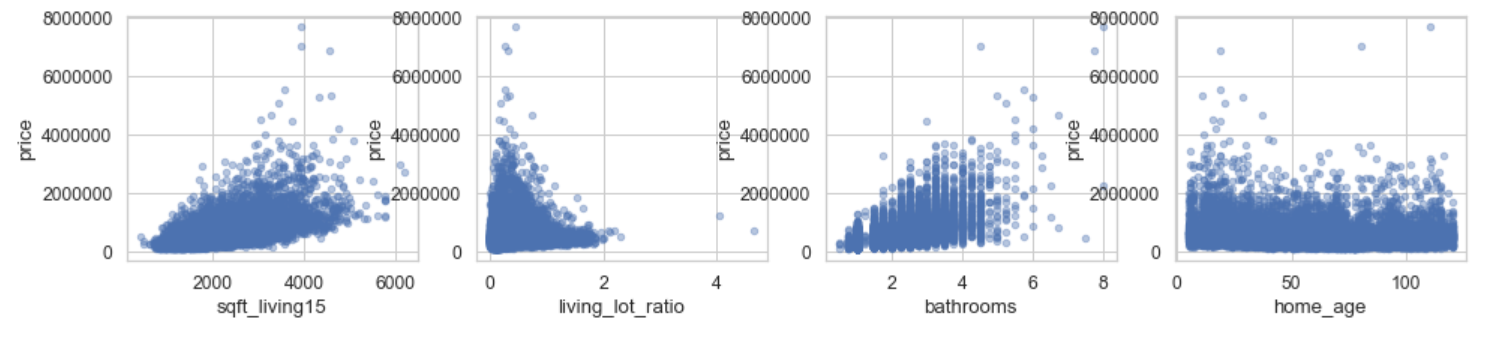 8000000 8000000 8000000 8000000
6000000 6000000 6000000 6000000
price price price price
4000000 4000000 4000000 4000000
2000000 2000000 2000000 2000000
0 0 0 0
2000 4000 6000 0 2 4 2 4 6 8 0 50 100
sqft_living15 living_lot_ratio bathrooms home_age